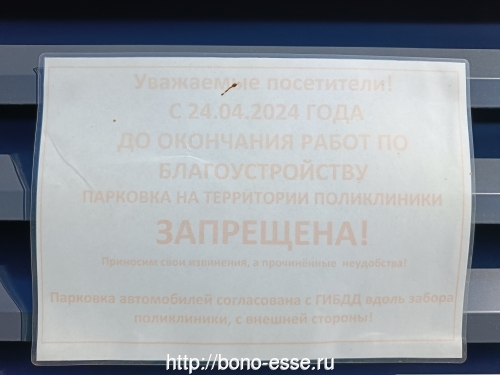 Уважаемые посетители!
С 24.04.2024 ГОДА
ДО ОКОНЧАНИЯ РАБОТ ПО
БЛАГОУСТРОЙСТВУ
ПАРКОВКА НА ТЕРРИТОРИИ ПОЛИКЛИНИКИ
ЗАПРЕЩЕНА!
Приносим свои извинения, а прочинённые неудобства!
Парковка автомобилей согласована с ГИБДД вдоль забора
поликлиники, с внешней стороны!
http://bono-esse.ru